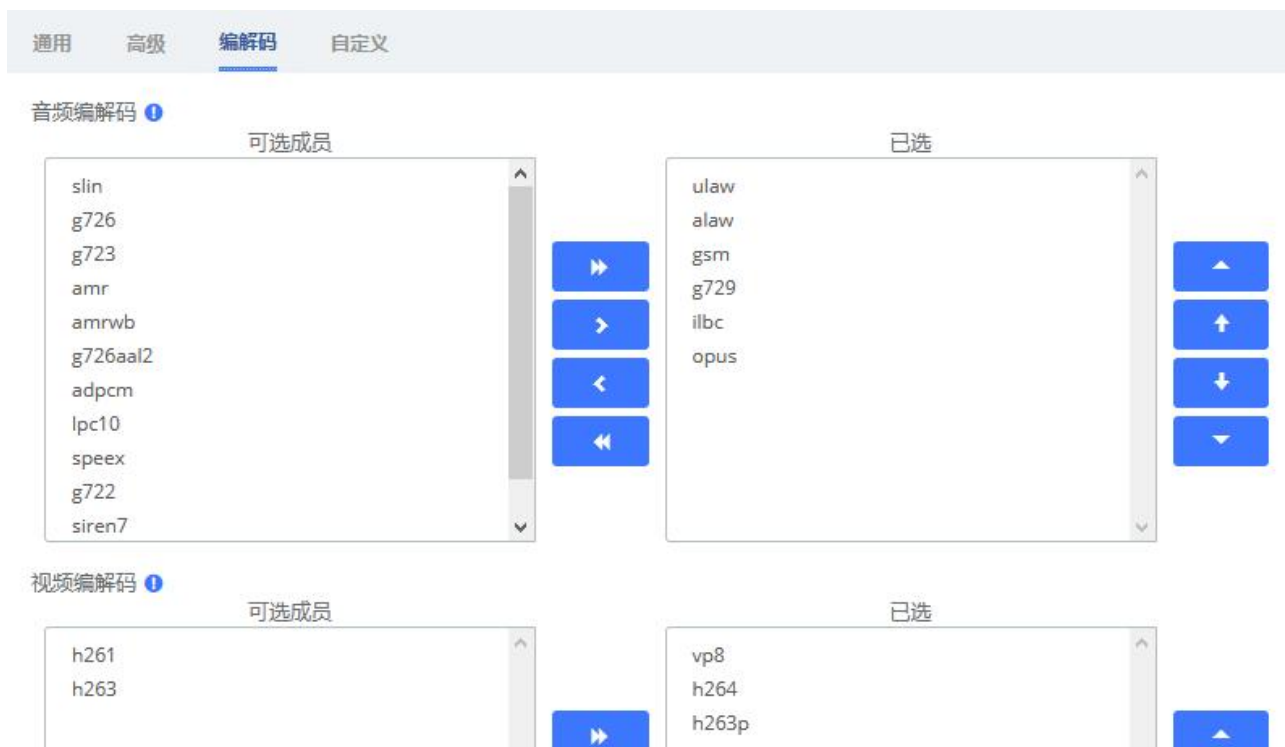 通用 高级 编解码 自定义
音频编解码
可选成员 已选
slin
g726
g723
amr
amrwb
g726aal2
adpcm
lpc10
speex
g722
siren7
ulaw
alaw
gsm
g729
ilbc
opus
视频编解码
可选成员 已选
h261
h263
vp8
h264
h263p